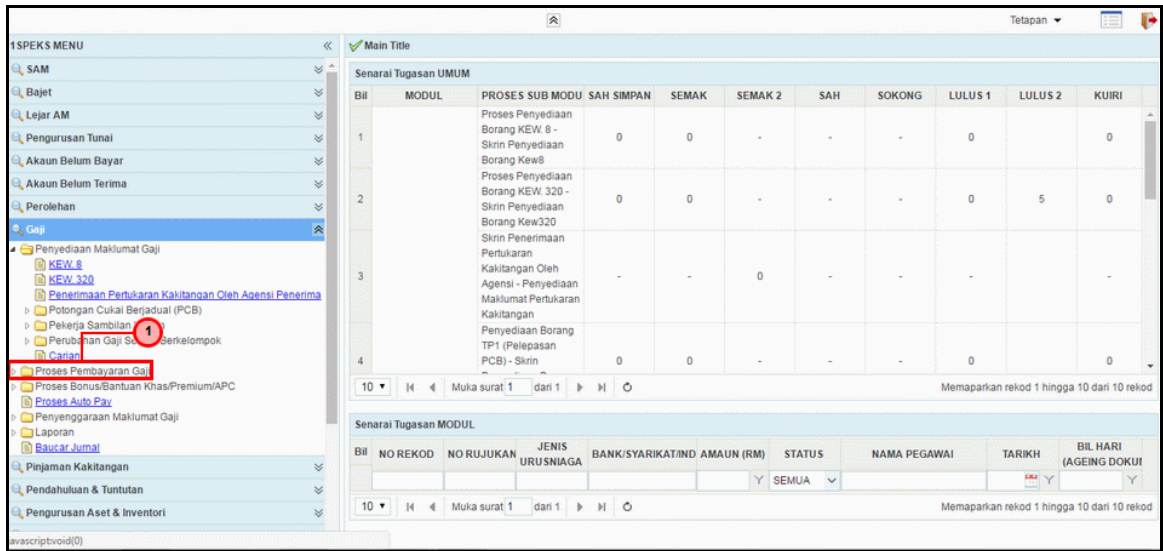 Tetapan
1SPEKS MENU
SAM
Bajet
Lejar AM
Pengurusan Tunai
Akaun Belum Bayar
Akaun Belum Terima
Perolehan
Gaji
Penyediaan Maklumat Gaji
KEW. 8
KEW. 320
Penerimaan Pertukaran Kakitangan Oleh Agensi Penerima
Potongan Cukai Berjadual (PCB)
Pekerja Sambilan
1
Perubahan Gaji Berkelompok
Carian
Proses Pembayaran Gaji
Proses Bonus/Bantuan Khas/Premium/APC
Proses Auto Pay
Penyenggaraan Maklumat Gaji
Laporan
Baucar Jurnal
Pinjaman Kakitangan
Pendahuluan & Tuntutan
Pengurusan Aset & Inventori
avascript:void(0)
Main Title
Senarai Tugasan UMUM
Bil MODUL PROSES SUB MODU SAH SIMPAN SEMAK SEMAK 2 SAH SOKONG LULUS 1 LULUS 2 KUIRI
Proses Penyediaan
Borang KEW. 8 -
1 Skrin Penyediaan 0 0 - - - 0 0
Borang Kew8
Proses Penyediaan
Borang KEW. 320 -
2 Skrin Penyediaan 0 0 - - - 0 5 0
Borang Kew320
Skrin Penerimaan
Pertukaran
3 Kakitangan Oleh - - 0 - - - -
Agensi - Penyediaan
Maklumat Pertukaran
Kakitangan
Penyediaan Borang
TP1 (Pelepasan
4 PCB) - Skrin 0 0 - - - 0 0
10 Muka surat 1 dari 1 Memaparkan rekod 1 hingga 10 dari 10 rekod
Senarai Tugasan MODUL
Bil NO REKOD NO RUJUKAN JENIS URUSNIAGA BANK/SYARIKAT/IND AMAUN (RM) STATUS NAMA PEGAWAI TARIKH BIL HARI (AGEING DOKU
SEMUA
10 Muka surat 1 dari 1 Memaparkan rekod 1 hingga 10 dari 10 rekod